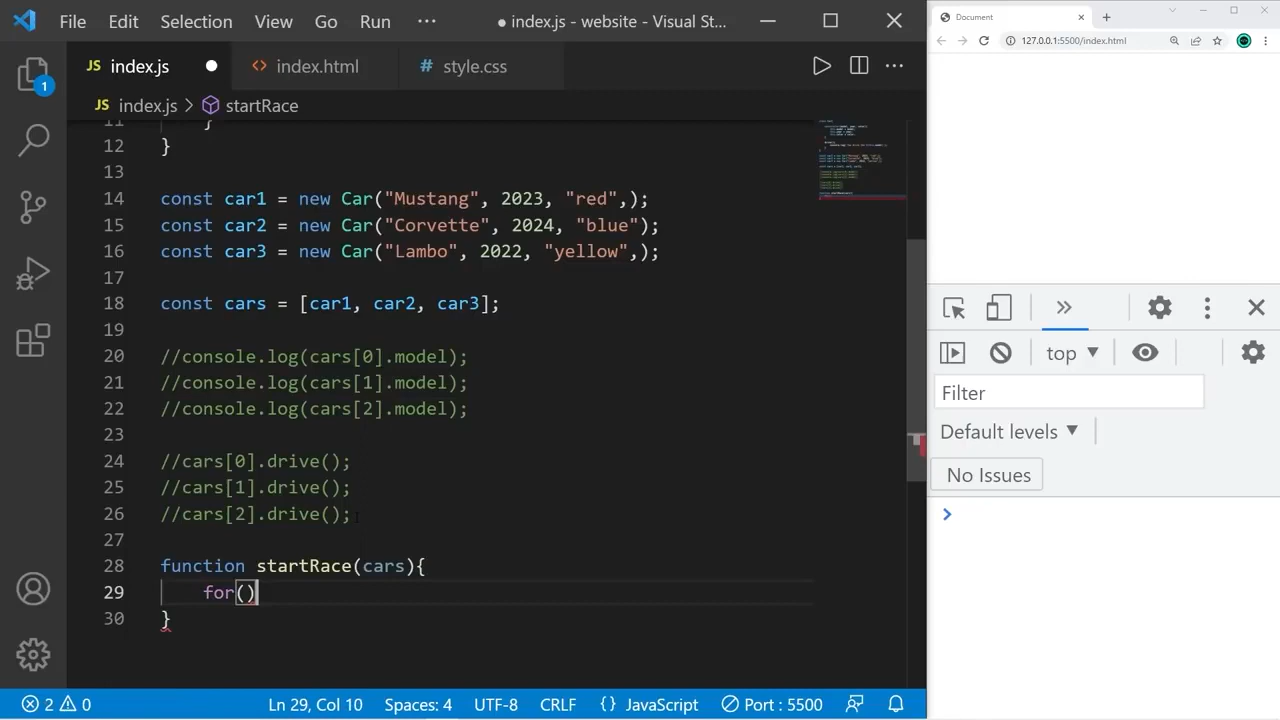 File Edit Selection View Go Run ··· ● index.js - website - Visual St...
JS index.js ● <> index.html # style.css
JS index.js > startRace
11 }
12 }
13
14 const car1 = new Car("Mustang", 2023, "red",);
15 const car2 = new Car("Corvette", 2024, "blue");
16 const car3 = new Car("Lambo", 2022, "yellow",);
17
18 const cars = [car1, car2, car3];
19
20 //console.log(cars[0].model);
21 //console.log(cars[1].model);
22 //console.log(cars[2].model);
23
24 //cars[0].drive();
25 //cars[1].drive();
26 //cars[2].drive();
27
28 function startRace(cars){
29 for()
30 }
1
2 0 Ln 29, Col 10 Spaces: 4 UTF-8 CRLF {} JavaScript Port : 5500
Document
127.0.0.1:5500/index.html
top
Filter
Default levels
No Issues